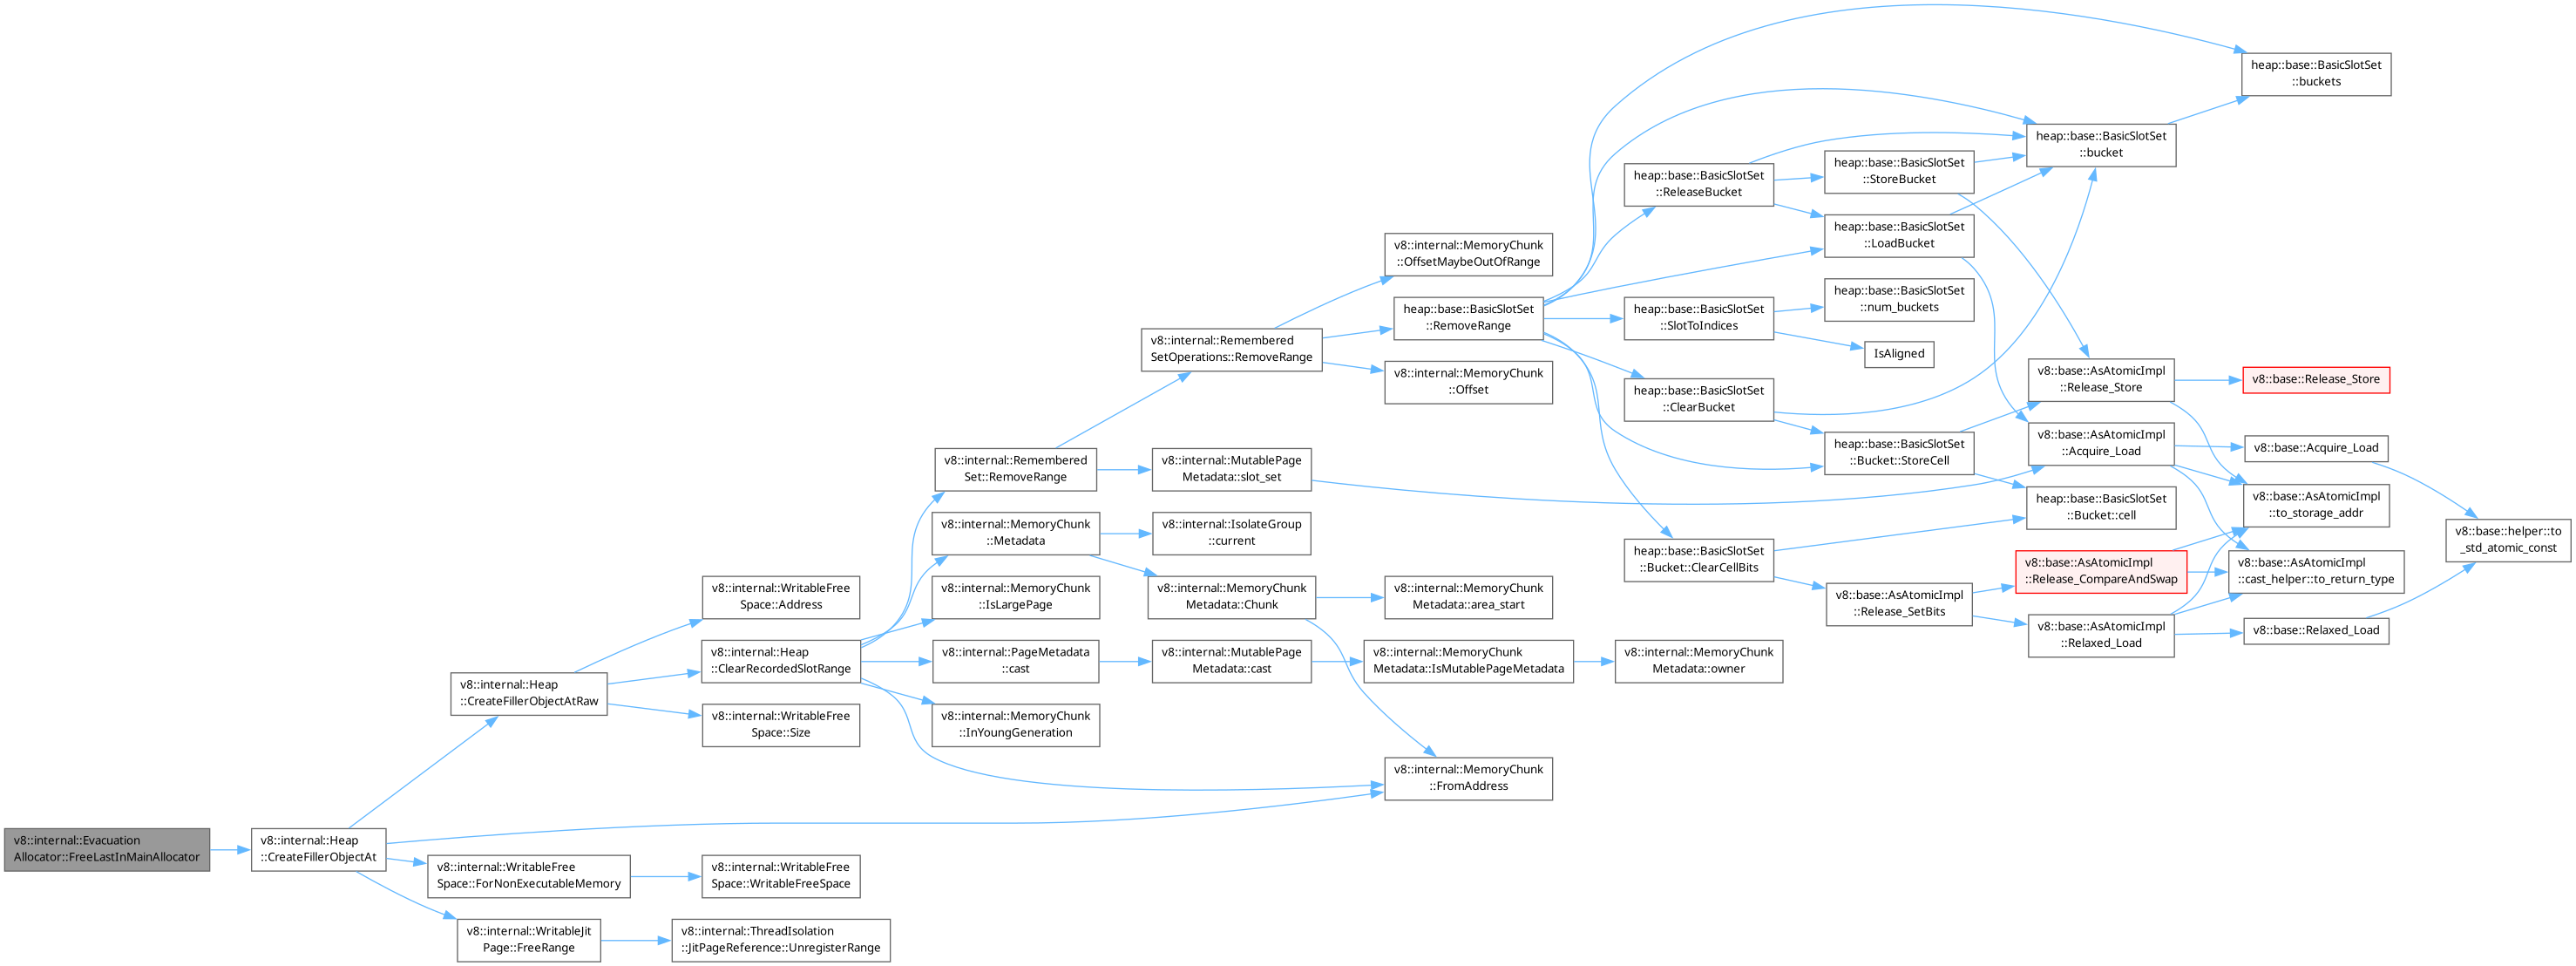 v8::internal::Evacuation
Allocator::FreeLastInMainAllocator
v8::internal::Heap
::CreateFillerObjectAt
v8::internal::Heap
::CreateFillerObjectAtRaw
v8::internal::WritableFree
Space::ForNonExecutableMemory
v8::internal::WritableJit
Page::FreeRange
v8::internal::WritableFree
Space::Address
v8::internal::Heap
::ClearRecordedSlotRange
v8::internal::WritableFree
Space::Size
v8::internal::WritableFree
Space::WritableFreeSpace
v8::internal::ThreadIsolation
::JitPageReference::UnregisterRange
v8::internal::Remembered
Set::RemoveRange
v8::internal::MemoryChunk
::Metadata
v8::internal::MemoryChunk
::IsLargePage
v8::internal::PageMetadata
::cast
v8::internal::MemoryChunk
::InYoungGeneration
v8::internal::Remembered
SetOperations::RemoveRange
v8::internal::MutablePage
Metadata::slot_set
v8::internal::IsolateGroup
::current
v8::internal::MemoryChunk
Metadata::Chunk
v8::internal::MutablePage
Metadata::cast
v8::internal::MemoryChunk
::OffsetMaybeOutOfRange
heap::base::BasicSlotSet
::RemoveRange
v8::internal::MemoryChunk
::Offset
v8::internal::MemoryChunk
Metadata::area_start
v8::internal::MemoryChunk
Metadata::IsMutablePageMetadata
v8::internal::MemoryChunk
::FromAddress
heap::base::BasicSlotSet
::ReleaseBucket
heap::base::BasicSlotSet
::SlotToIndices
heap::base::BasicSlotSet
::ClearBucket
heap::base::BasicSlotSet
::Bucket::ClearCellBits
v8::internal::MemoryChunk
Metadata::owner
heap::base::BasicSlotSet
::StoreBucket
heap::base::BasicSlotSet
::LoadBucket
heap::base::BasicSlotSet
::num_buckets
IsAligned
heap::base::BasicSlotSet
::Bucket::StoreCell
v8::base::AsAtomicImpl
::Release_SetBits
heap::base::BasicSlotSet
::bucket
v8::base::AsAtomicImpl
::Release_Store
v8::base::AsAtomicImpl
::Acquire_Load
heap::base::BasicSlotSet
::Bucket::cell
v8::base::AsAtomicImpl
::Release_CompareAndSwap
v8::base::AsAtomicImpl
::Relaxed_Load
heap::base::BasicSlotSet
::buckets
v8::base::Release_Store
v8::base::Acquire_Load
v8::base::AsAtomicImpl
::to_storage_addr
v8::base::AsAtomicImpl
::cast_helper::to_return_type
v8::base::Relaxed_Load
v8::base::helper::to
_std_atomic_const